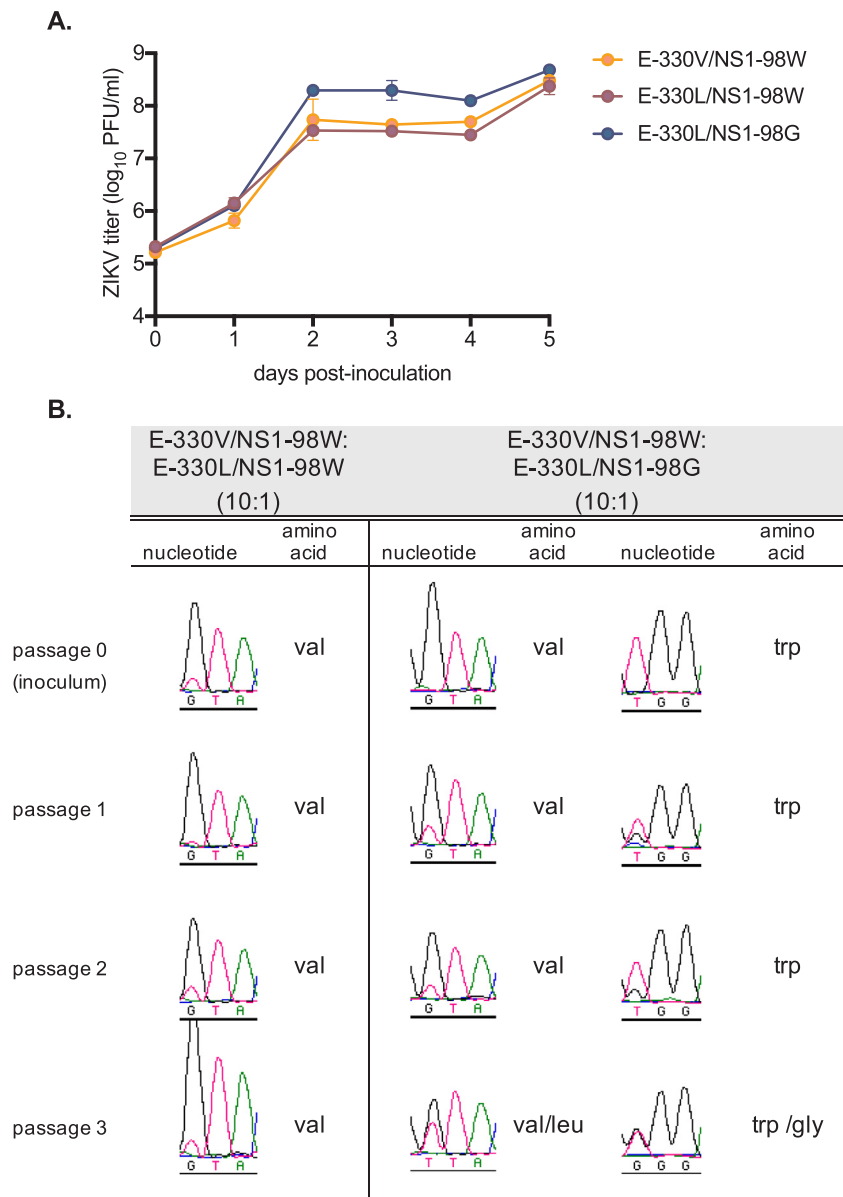 A.
ZIKV titer (log10 PFU/ml)
9
8
7
6
5
4
0 1 2 3 4 5
days post-inoculation
E-330V/NS1-98W
E-330L/NS1-98W
E-330L/NS1-98G
B.
E-330V/NS1-98W: E-330V/NS1-98W:
E-330L/NS1-98W E-330L/NS1-98G
(10:1) (10:1)
amino amino amino
nucleotide acid nucleotide acid nucleotide acid
passage 0 val val trp
(inoculum)
G T A G T A T G G
passage 1 val val trp
G T A G T A T G G
passage 2 val val trp
G T A G T A T G G
passage 3 val val/leu trp /gly
G T A T T A G G G